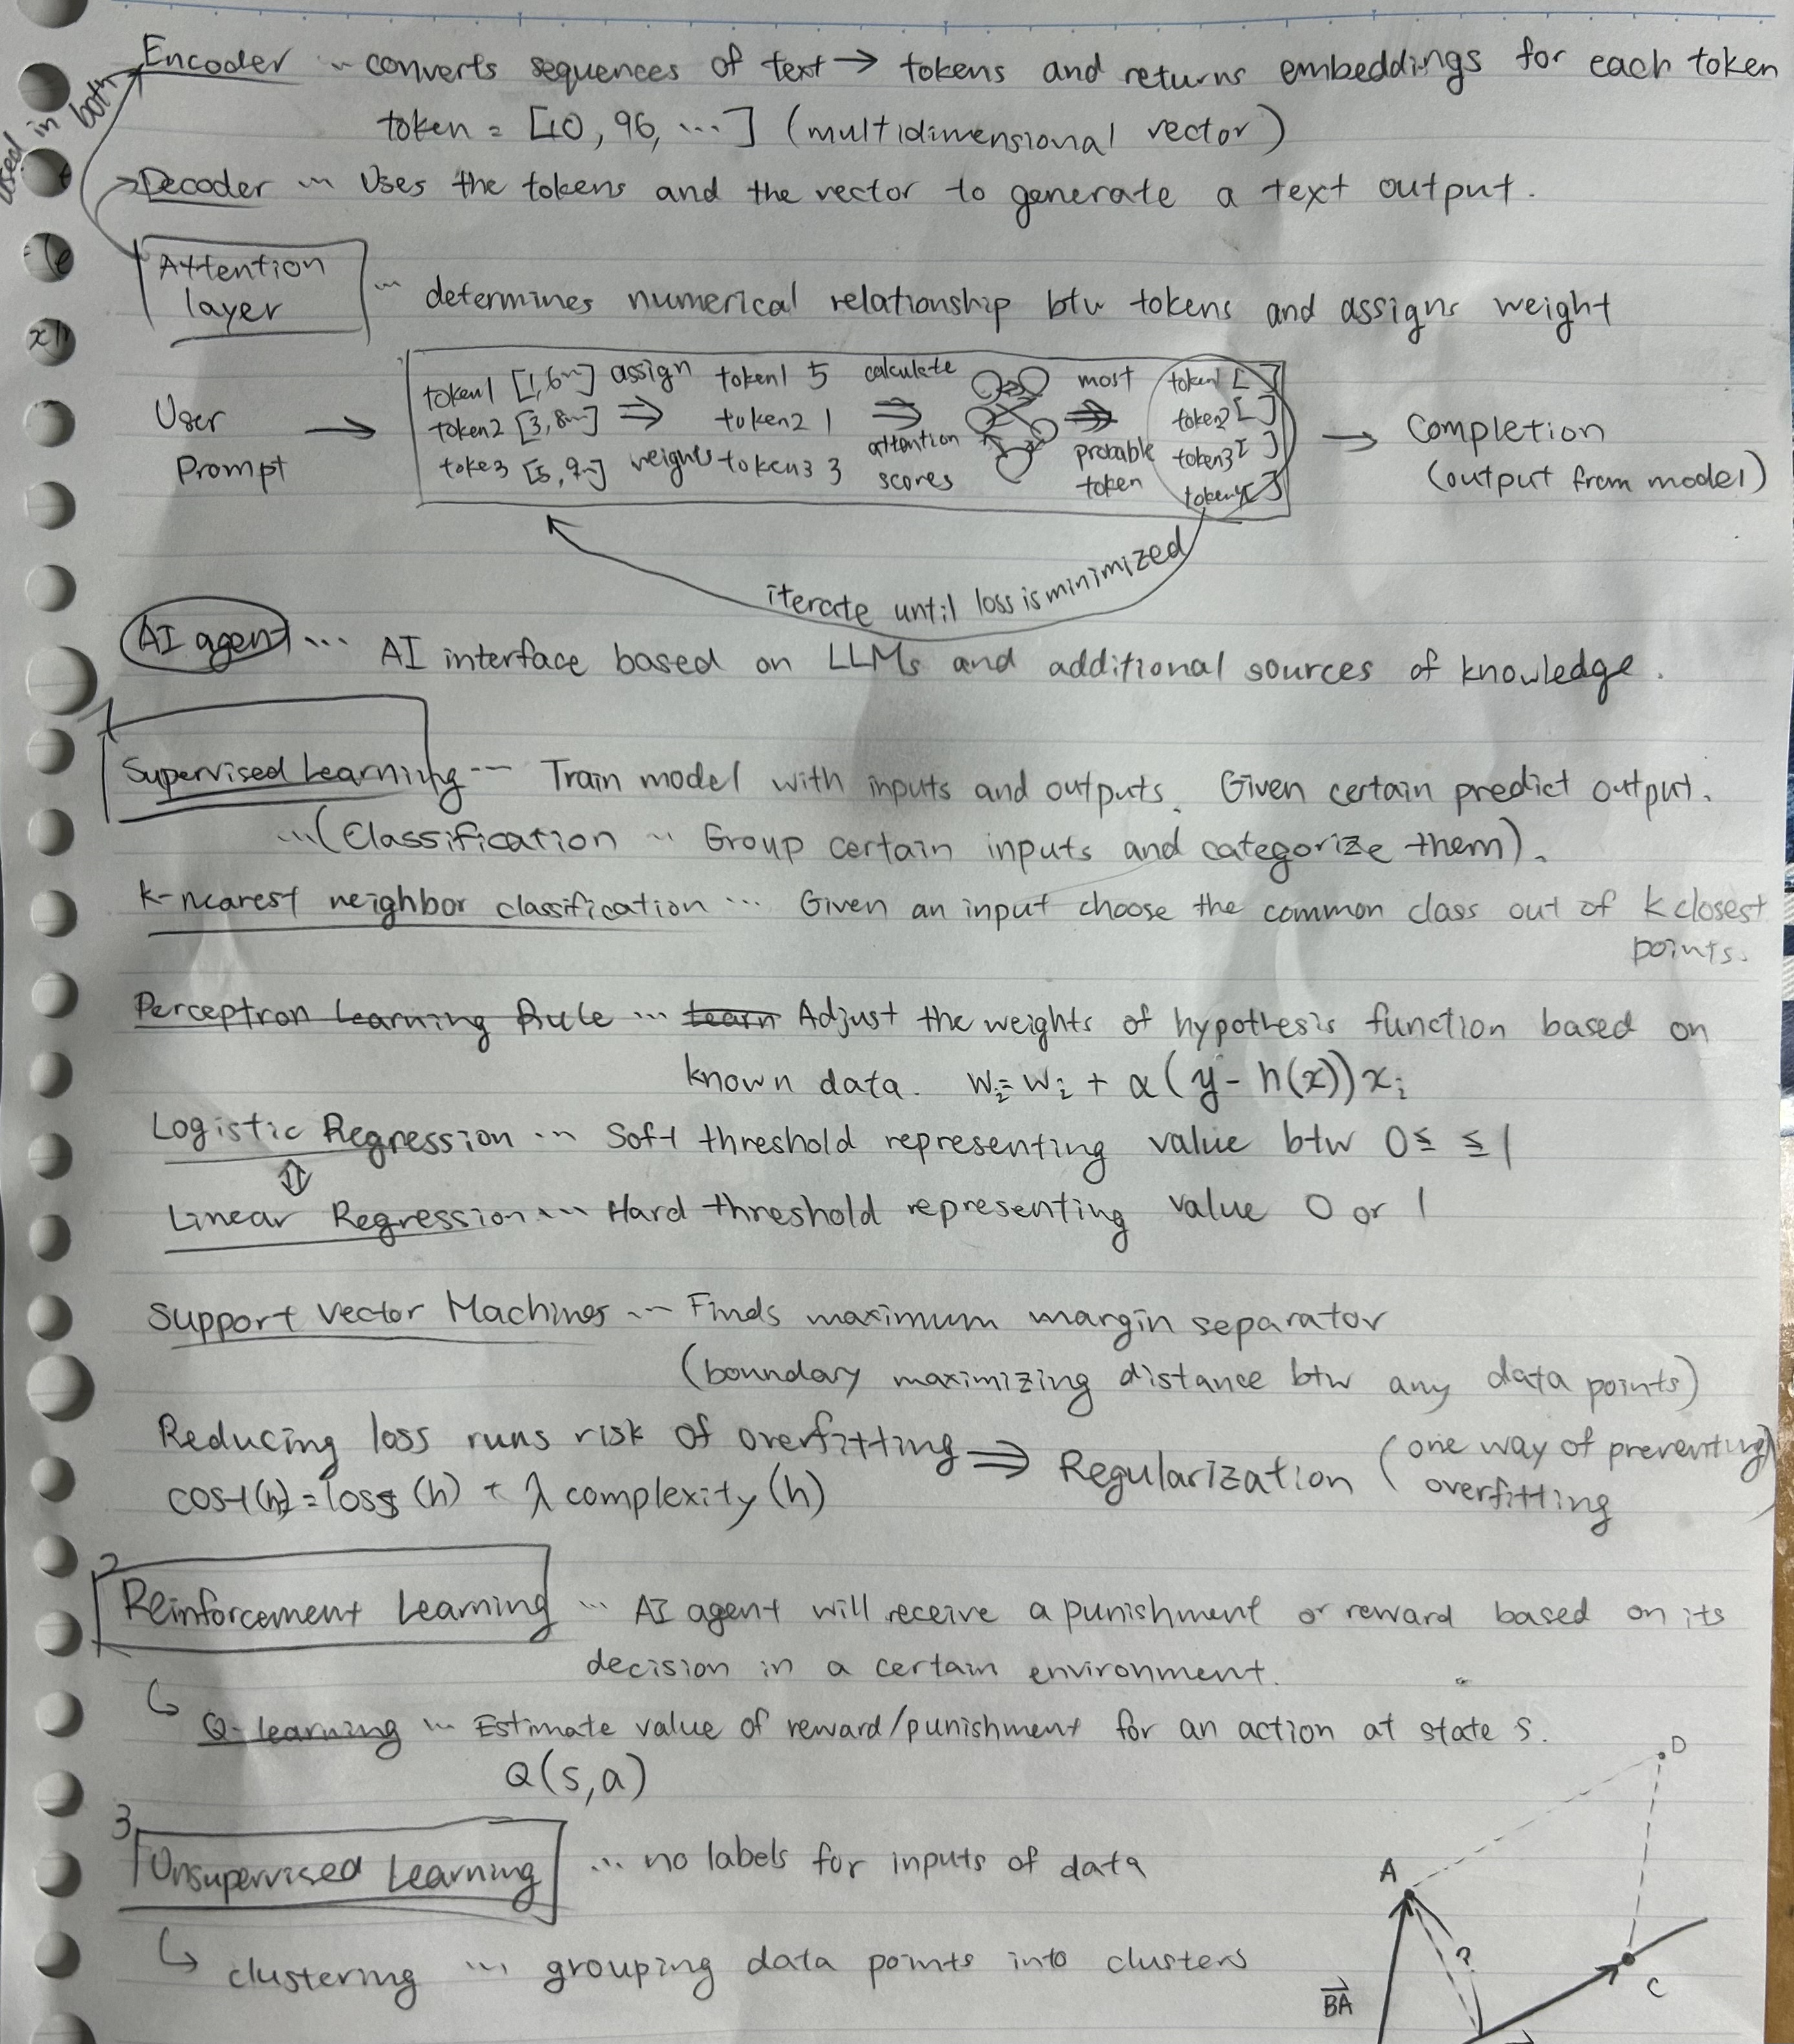 used in both
Encoder … converts sequences of text → tokens and returns embeddings for each token
token = [10, 96, …] (multidimensional vector)
Decoder … Uses the tokens and the vector to generate a text output.
Attention
layer … determines numerical relationship btw tokens and assigns weight
User
Prompt →
token1 [1,6…] assign token1 5 calculate most token1 [ ]
token2 [3,8…] ⇒ token2 1 ⇒ ⇒ token2 [ ]
toke3 [5,9…] weights token3 3 attention scores probable token token3 [ ]
token4 [ ]
→ Completion
(output from model)
iterate until loss is minimized
AI agent … AI interface based on LLMs and additional sources of knowledge.
1
Supervised Learning … Train model with inputs and outputs. Given certain predict output.
…(Classification … Group certain inputs and categorize them).
k-nearest neighbor classification … Given an input choose the common class out of k closest
points.
Perceptron Learning Rule … learn Adjust the weights of hypothesis function based on
known data. wᵢ = wᵢ + α(y - h(x))xᵢ
Logistic Regression … Soft threshold representing value btw 0≦ ≦1
⇕
Linear Regression … Hard threshold representing value 0 or 1
Support Vector Machines … Finds maximum margin separator
(boundary maximizing distance btw any data points)
Reducing loss runs risk of overfitting ⇒ Regularization (one way of preventing
overfitting)
cost(h) = loss(h) + λ complexity(h)
2
Reinforcement Learning … AI agent will receive a punishment or reward based on its
decision in a certain environment.
↳ Q-learning … Estimate value of reward/punishment for an action at state s.
Q(s,a)
3
Unsupervised Learning … no labels for inputs of data
↳ clustering … grouping data points into clusters
D
A
?
C
BA